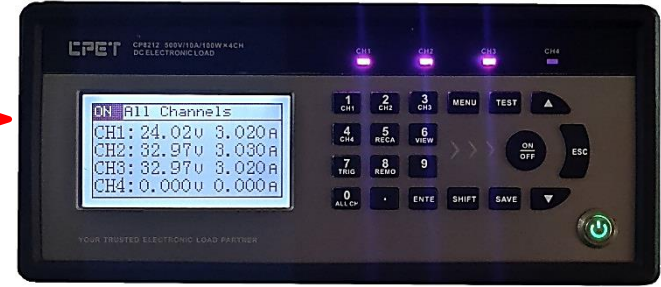 CPET CP8212 500V/10A/100W×4CH
DC ELECTRONIC LOAD
CH1 CH2 CH3 CH4
ON All Channels
CH1: 24.02V 3.020A
CH2: 32.97V 3.030A
CH3: 32.97V 3.020A
CH4: 0.000V 0.000A
1 CH1 2 CH2 3 CH3 MENU TEST
4 CH4 5 RECA 6 VIEW ON OFF ESC
7 TRIG 8 REMO 9
0 ALL CH . ENTE SHIFT SAVE
YOUR TRUSTED ELECTRONIC LOAD PARTNER